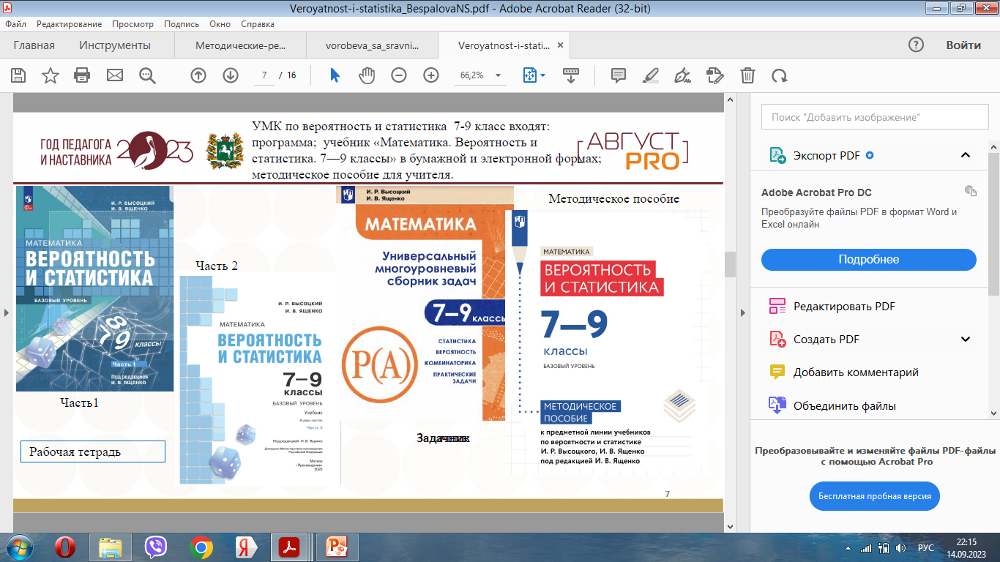 Veroyatnost-i-statistika_BespalovaNS.pdf - Adobe Acrobat Reader (32-bit)
Файл Редактирование Просмотр Подпись Окно Справка
Главная Инструменты Методические-ре... vorobeva_sa_sravni... Veroyatnost-i-stati... ×
? Войти
7 / 16 66,2%
ГОД ПЕДАГОГА
И НАСТАВНИКА 2023
УМК по вероятность и статистика 7-9 класс входят:
программа; учебник «Математика. Вероятность и
статистика. 7—9 классы» в бумажной и электронной формах;
методическое пособие для учителя.
[АВГУСТ
PRO]
И. Р. ВЫСОЦКИЙ
И. В. ЯЩЕНКО
МАТЕМАТИКА
ВЕРОЯТНОСТЬ
И СТАТИСТИКА
БАЗОВЫЙ УРОВЕНЬ
7 8 9 КЛАССЫ
Часть 1
Под редакцией
И. В. ЯЩЕНКО
Часть1
Рабочая тетрадь
Часть 2
И. Р. ВЫСОЦКИЙ
И. В. ЯЩЕНКО
МАТЕМАТИКА
ВЕРОЯТНОСТЬ
И СТАТИСТИКА
7–9
КЛАССЫ
БАЗОВЫЙ УРОВЕНЬ
Учебник
В двух частях
Часть 2
Под редакцией И. В. Ященко
Допущено Министерством просвещения
Российской Федерации
Москва
«Просвещение»
2023
И. Р. Высоцкий
И. В. Ященко
МАТЕМАТИКА
Универсальный
многоуровневый
сборник задач
7–9 классы
СТАТИСТИКА
ВЕРОЯТНОСТЬ
КОМБИНАТОРИКА
ПРАКТИЧЕСКИЕ
ЗАДАЧИ
P(A)
Задачник
Методическое пособие
МАТЕМАТИКА
ВЕРОЯТНОСТЬ
И СТАТИСТИКА
7—9
классы
БАЗОВЫЙ УРОВЕНЬ
МЕТОДИЧЕСКОЕ
ПОСОБИЕ
к предметной линии учебников
по вероятности и статистике
И. Р. Высоцкого, И. В. Ященко
под редакцией И. В. Ященко
7
Поиск "Добавить изображение"
Экспорт PDF
Adobe Acrobat Pro DC
Преобразуйте файлы PDF в формат Word и
Excel онлайн
Подробнее
Редактировать PDF
Создать PDF
Добавить комментарий
Объединить файлы
Преобразовывайте и изменяйте файлы PDF-файлы
с помощью Acrobat Pro
Бесплатная пробная версия
РУС
22:15
14.09.2023